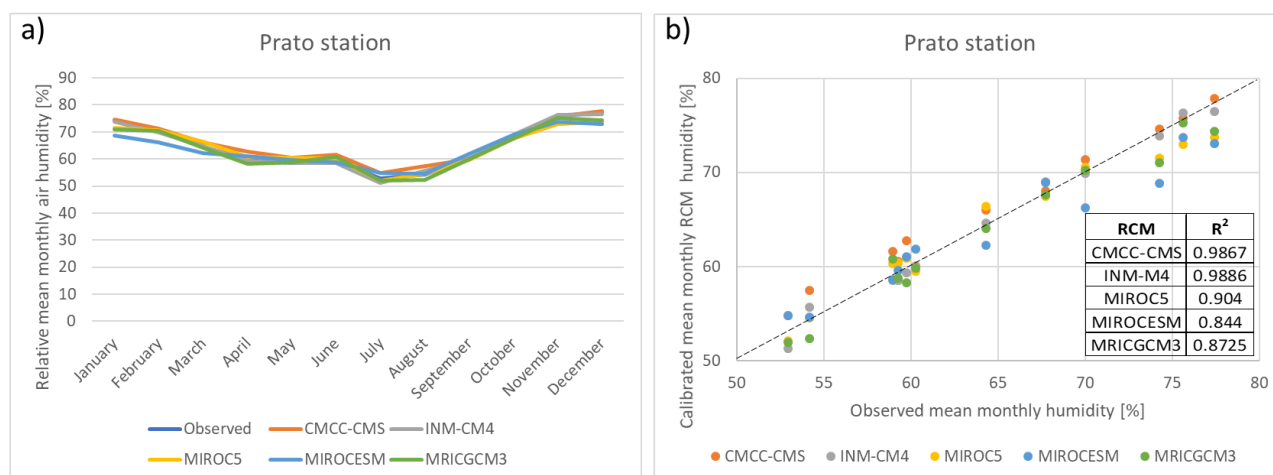 a)
Prato station
Relative mean monthly air humidity [%]
90
80
70
60
50
40
30
20
10
0
January
February
March
April
May
June
July
August
September
October
November
December
Observed CMCC-CMS INM-CM4
MIROC5 MIROCESM MRICGCM3
b)
Prato station
Calibrated mean monthly RCM humidity [%]
80
70
60
50
50 55 60 65 70 75 80
Observed mean monthly humidity [%]
RCM R²
CMCC-CMS 0.9867
INM-M4 0.9886
MIROC5 0.904
MIROCESM 0.844
MRICGCM3 0.8725
CMCC-CMS INM-CM4 MIROC5 MIROCESM MRICGCM3